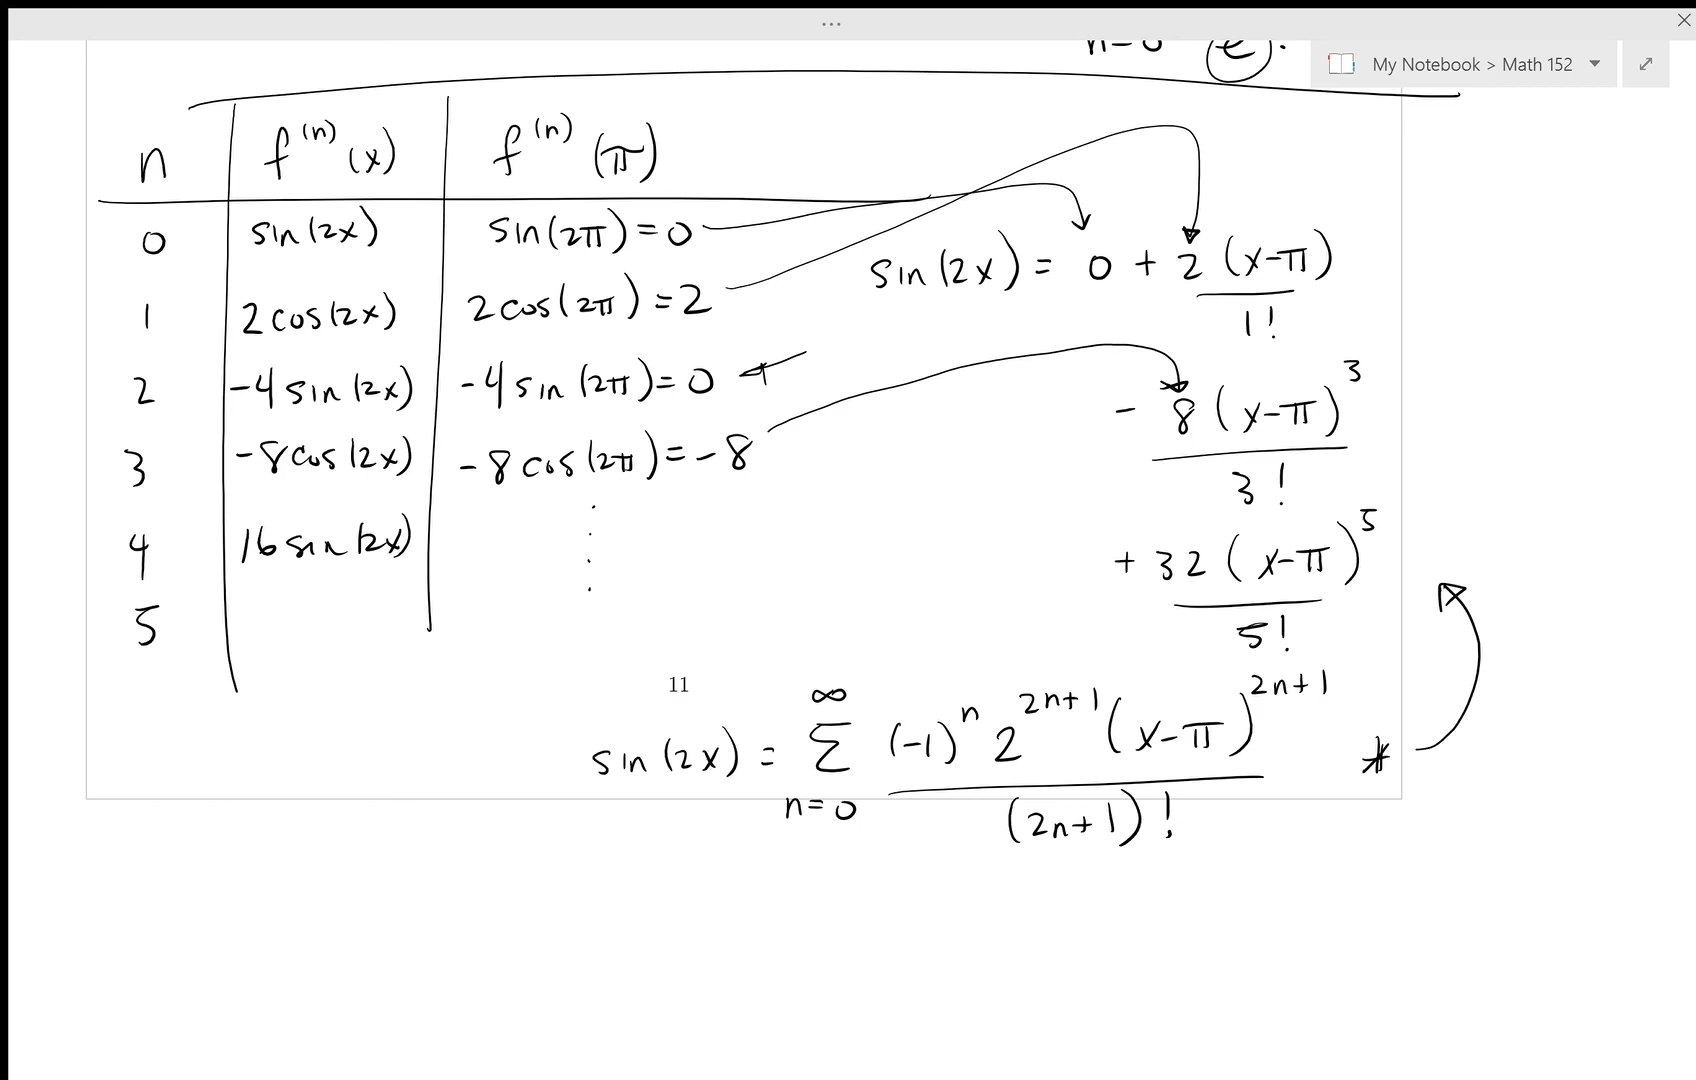 ...
n=0 e
My Notebook > Math 152
n f^(n)(x) f^(n)(π)
0 sin(2x) sin(2π)=0
sin(2x) = 0 + 2(x-π)/1!
1 2cos(2x) 2cos(2π)=2
2 -4sin(2x) -4sin(2π)=0
- 8(x-π)^3/3!
3 -8cos(2x) -8cos(2π)=-8
4 16sin(2x)
+ 32(x-π)^5/5!
5
11
sin(2x) = ∞ Σ n=0 (-1)^n 2^(2n+1) (x-π)^(2n+1) / (2n+1)! *